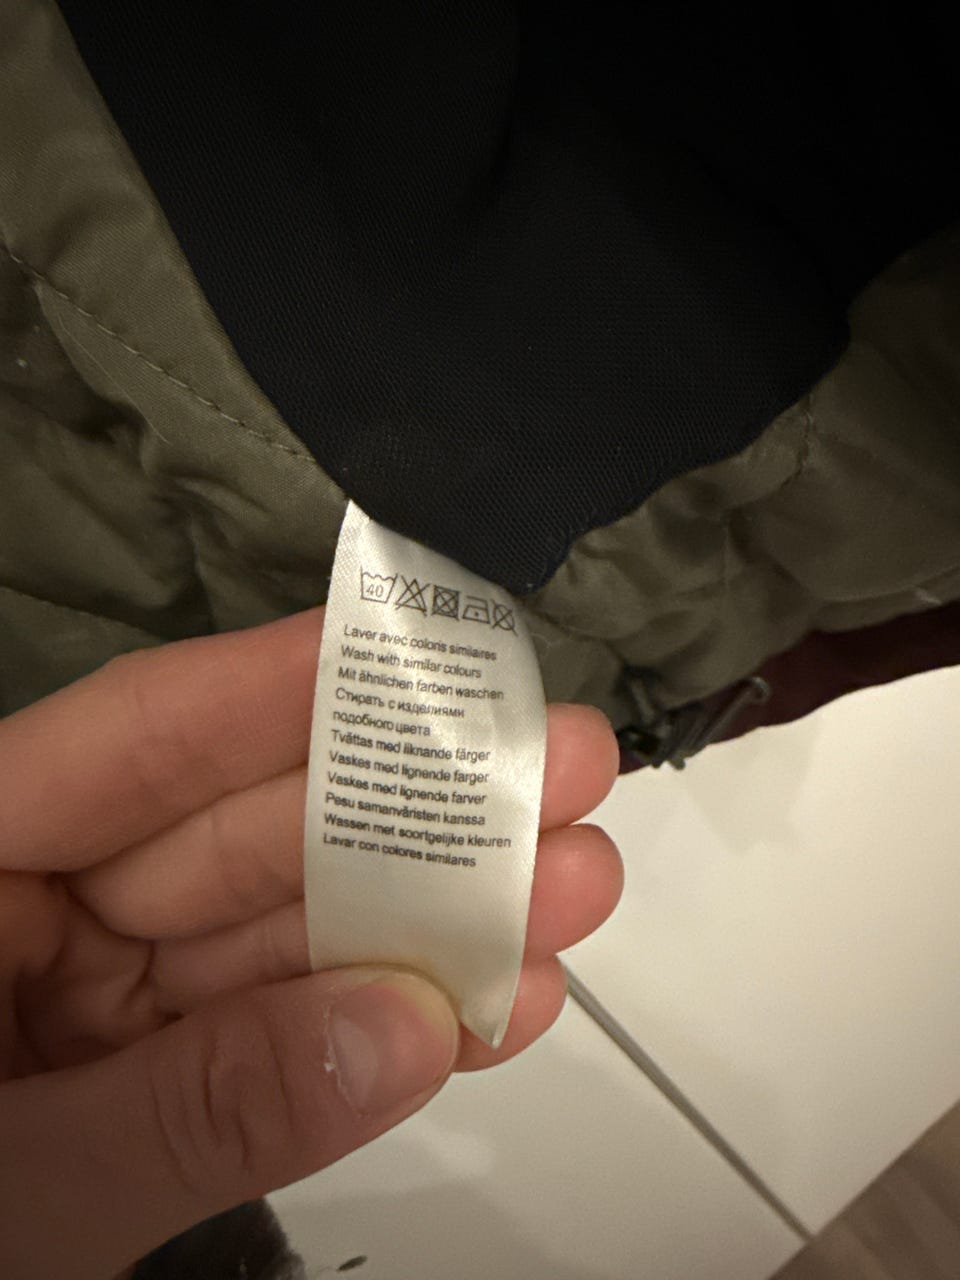 40
Laver avec coloris similaires
Wash with similar colours
Mit ähnlichen farben waschen
Стирать с изделиями
подобного цвета
Tvättas med liknande färger
Vaskes med lignende farger
Vaskes med lignende farver
Pesu samanväristen kanssa
Wassen met soortgelijke kleuren
Lavar con colores similares